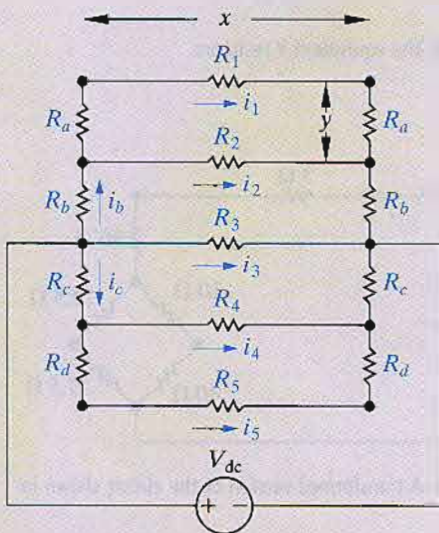 x
R1
i1
Ra
y
Ra
R2
i2
Rb
ib
Rb
R3
i3
Rc
ic
Rc
R4
i4
Rd
Rd
R5
i5
Vdc
+ −